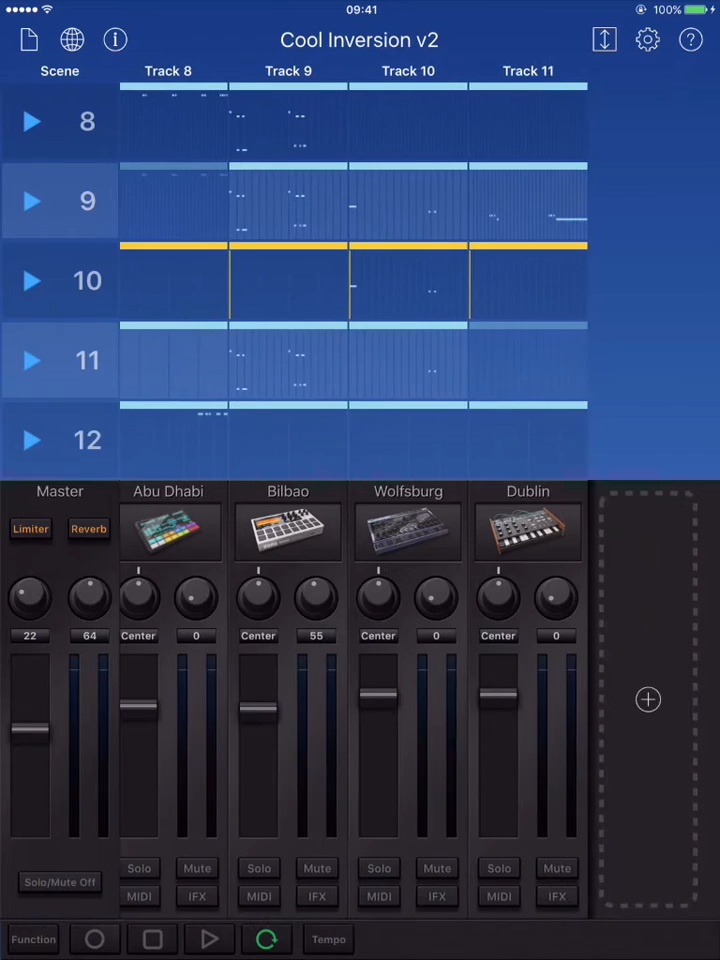 09:41
100%
Cool Inversion v2
Scene Track 8 Track 9 Track 10 Track 11
8
9
10
11
12
Master Abu Dhabi Bilbao Wolfsburg Dublin
Limiter Reverb
22 64 Center 0 Center 55 Center 0 Center 0
Solo Mute Solo Mute Solo Mute Solo Mute
Solo/Mute Off
MIDI IFX MIDI IFX MIDI IFX MIDI IFX
Function Tempo